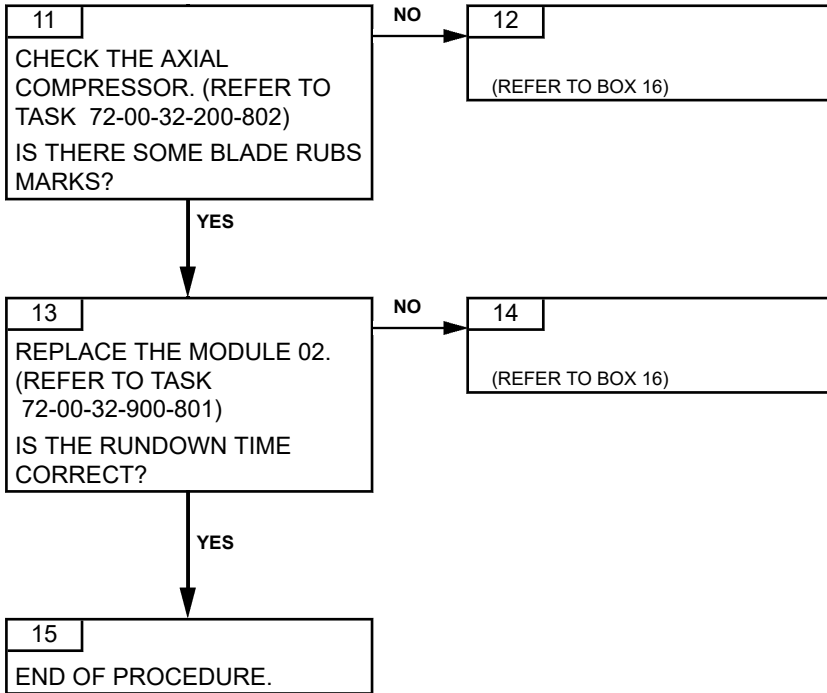 11
CHECK THE AXIAL
COMPRESSOR. (REFER TO
TASK 72-00-32-200-802)
IS THERE SOME BLADE RUBS
MARKS?
NO
12
(REFER TO BOX 16)
YES
13
REPLACE THE MODULE 02.
(REFER TO TASK
72-00-32-900-801)
IS THE RUNDOWN TIME
CORRECT?
NO
14
(REFER TO BOX 16)
YES
15
END OF PROCEDURE.